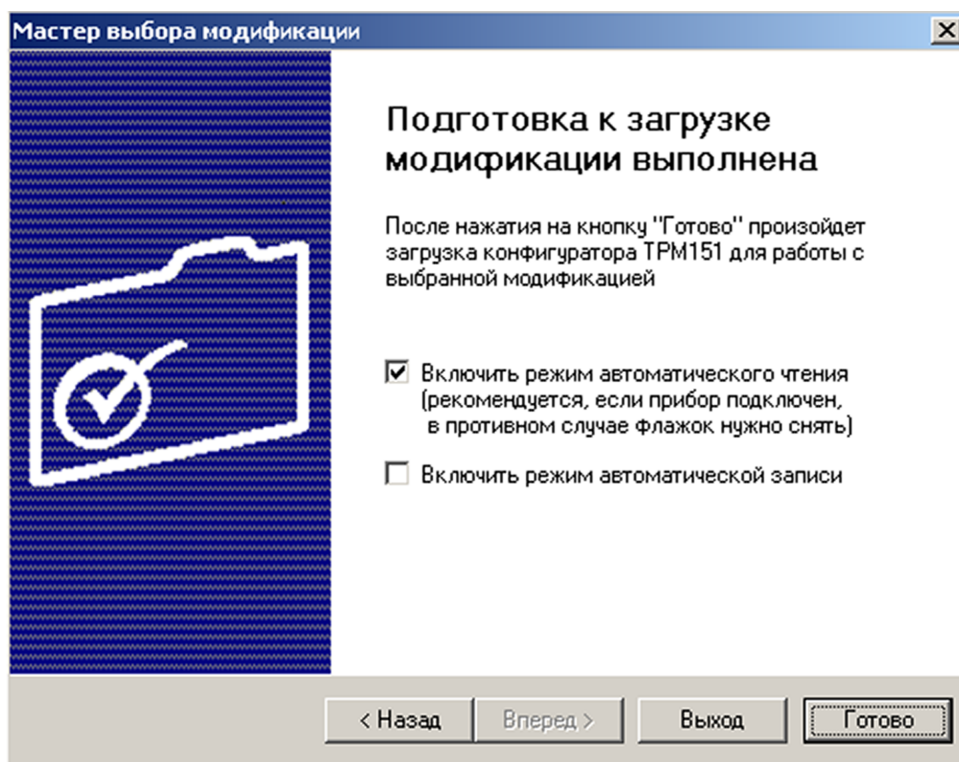 Мастер выбора модификации
Подготовка к загрузке
модификации выполнена
После нажатия на кнопку "Готово" произойдет
загрузка конфигуратора ТРМ151 для работы с
выбранной модификацией
Включить режим автоматического чтения
(рекомендуется, если прибор подключен,
в противном случае флажок нужно снять)
Включить режим автоматической записи
< Назад
Вперед >
Выход
Готово